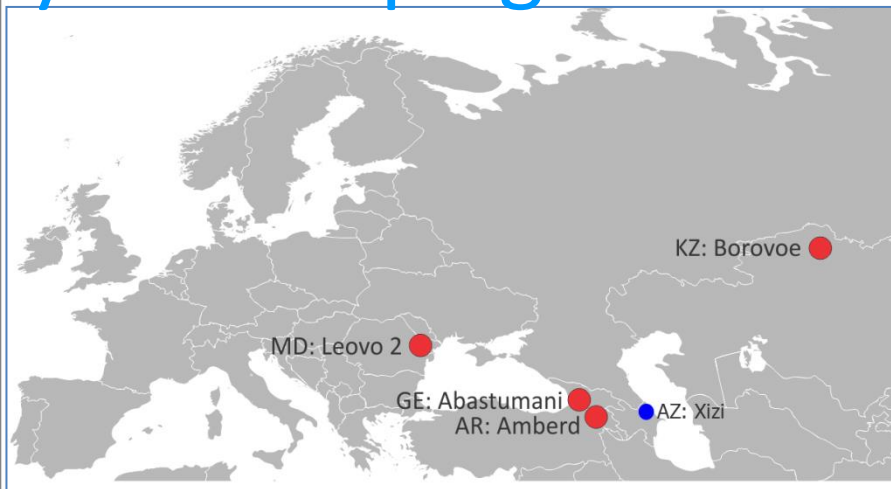 KZ: Borovoe
MD: Leovo 2
GE: Abastumani
AZ: Xizi
AR: Amberd